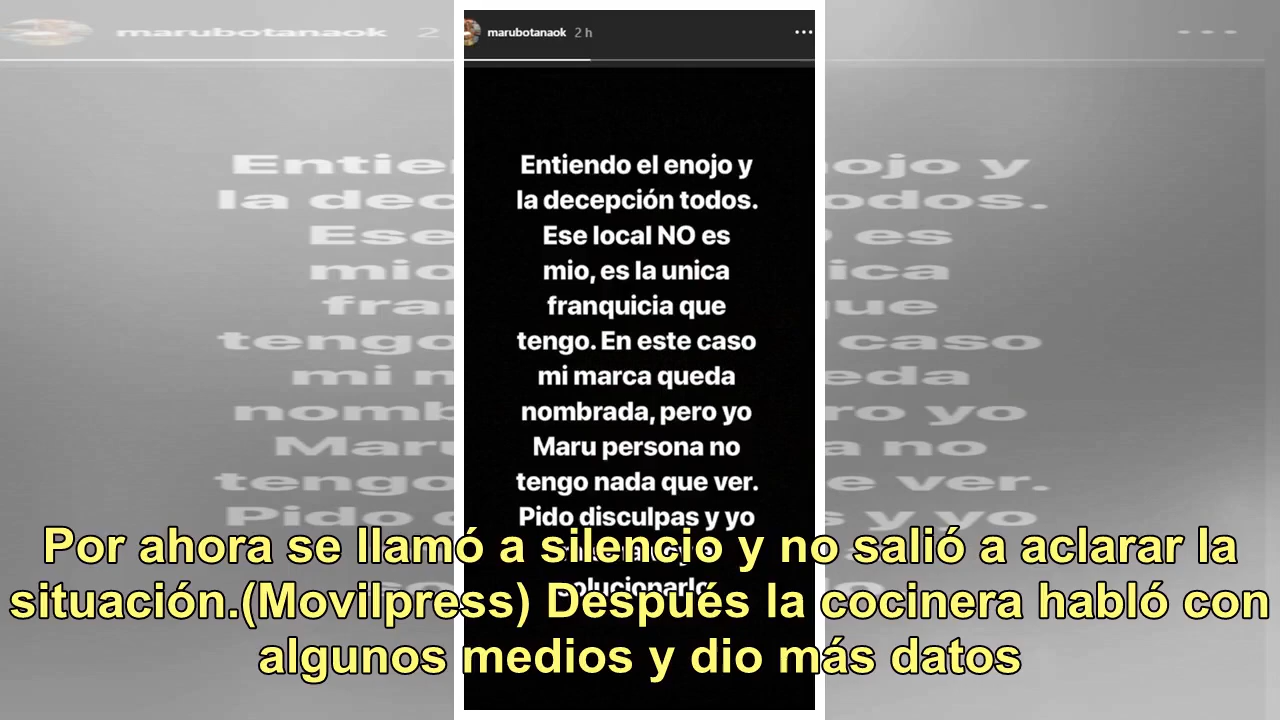 marubotanaok 2 h
Entiendo el enojo y
la decepción todos.
Ese local NO es
mio, es la unica
franquicia que
tengo. En este caso
mi marca queda
nombrada, pero yo
Maru persona no
tengo nada que ver.
Pido disculpas y yo
solucionarlo
Por ahora se llamó a silencio y no salió a aclarar la
situación.(Movilpress) Después la cocinera habló con
algunos medios y dio más datos